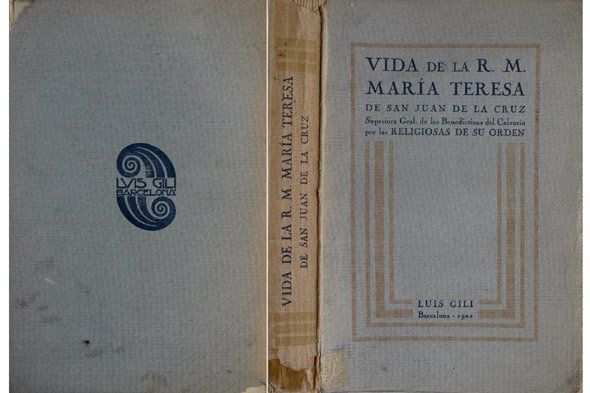 LUIS GILI
BARCELONA
VIDA DE LA R. M. MARÍA TERESA
DE SAN JUAN DE LA CRUZ
VIDA DE LA R. M.
MARÍA TERESA
DE SAN JUAN DE LA CRUZ
Superiora Gral. de las Benedictinas del Calvario
por las RELIGIOSAS DE SU ORDEN
LUIS GILI
Barcelona - 1922